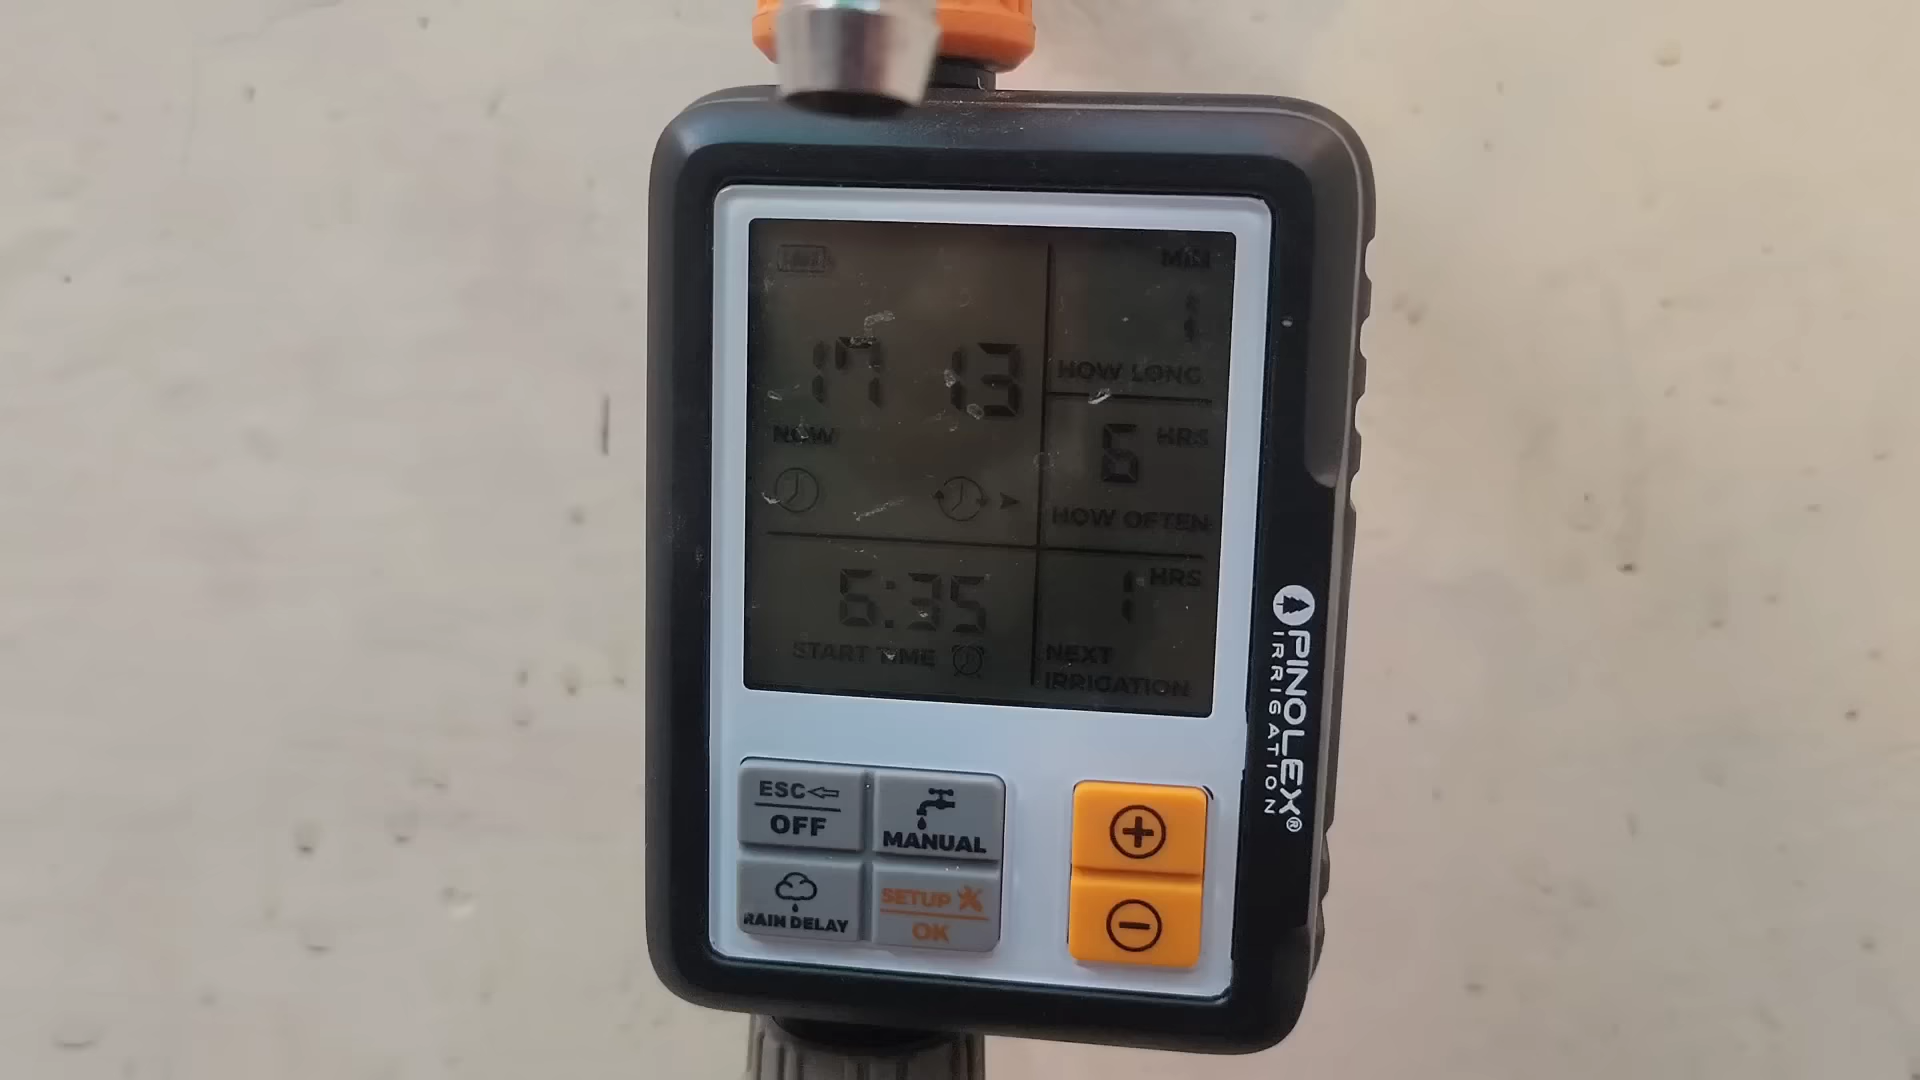 MIN
17 13
1
HOW LONG
NOW
6 HRS
HOW OFTEN
6:35
START TIME
1 HRS
NEXT
IRRIGATION
PINOLEX®
IRRIGATION
ESC
OFF
MANUAL
RAIN DELAY
SETUP
OK